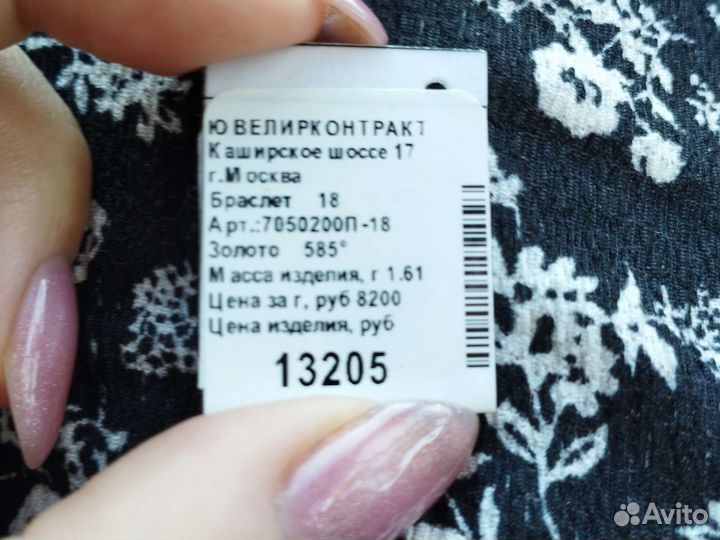 ЮВЕЛИРКОНТРАКТ
Каширское шоссе 17
г.Москва
Браслет 18
Арт.:7050200П-18
Золото 585°
Масса изделия, г 1.61
Цена за г, руб 8200
Цена изделия, руб
13205
Avito